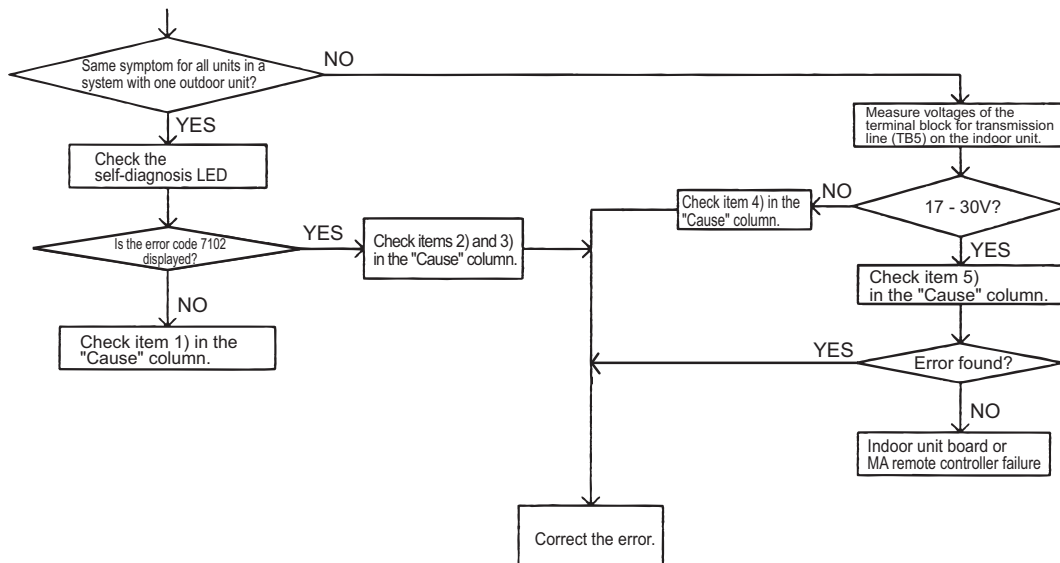 Same symptom for all units in a
system with one outdoor unit?
NO
YES
Measure voltages of the
terminal block for transmission
line (TB5) on the indoor unit.
Check the
self-diagnosis LED
NO
17 - 30V?
Check item 4) in the
"Cause" column.
YES
Is the error code 7102
displayed?
YES
Check items 2) and 3)
in the "Cause" column.
Check item 5)
in the "Cause" column.
NO
Check item 1) in the
"Cause" column.
YES
Error found?
NO
Indoor unit board or
MA remote controller failure
Correct the error.